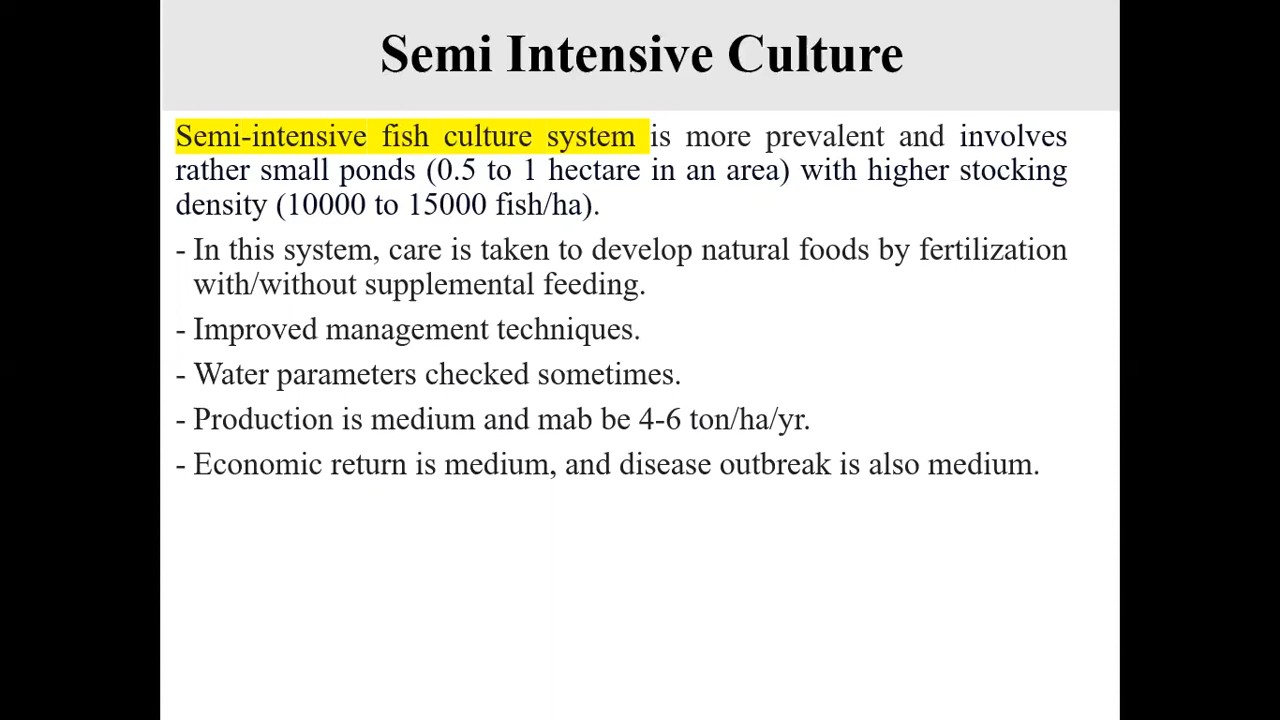 Semi Intensive Culture
Semi-intensive fish culture system is more prevalent and involves
rather small ponds (0.5 to 1 hectare in an area) with higher stocking
density (10000 to 15000 fish/ha).
- In this system, care is taken to develop natural foods by fertilization
with/without supplemental feeding.
- Improved management techniques.
- Water parameters checked sometimes.
- Production is medium and mab be 4-6 ton/ha/yr.
- Economic return is medium, and disease outbreak is also medium.